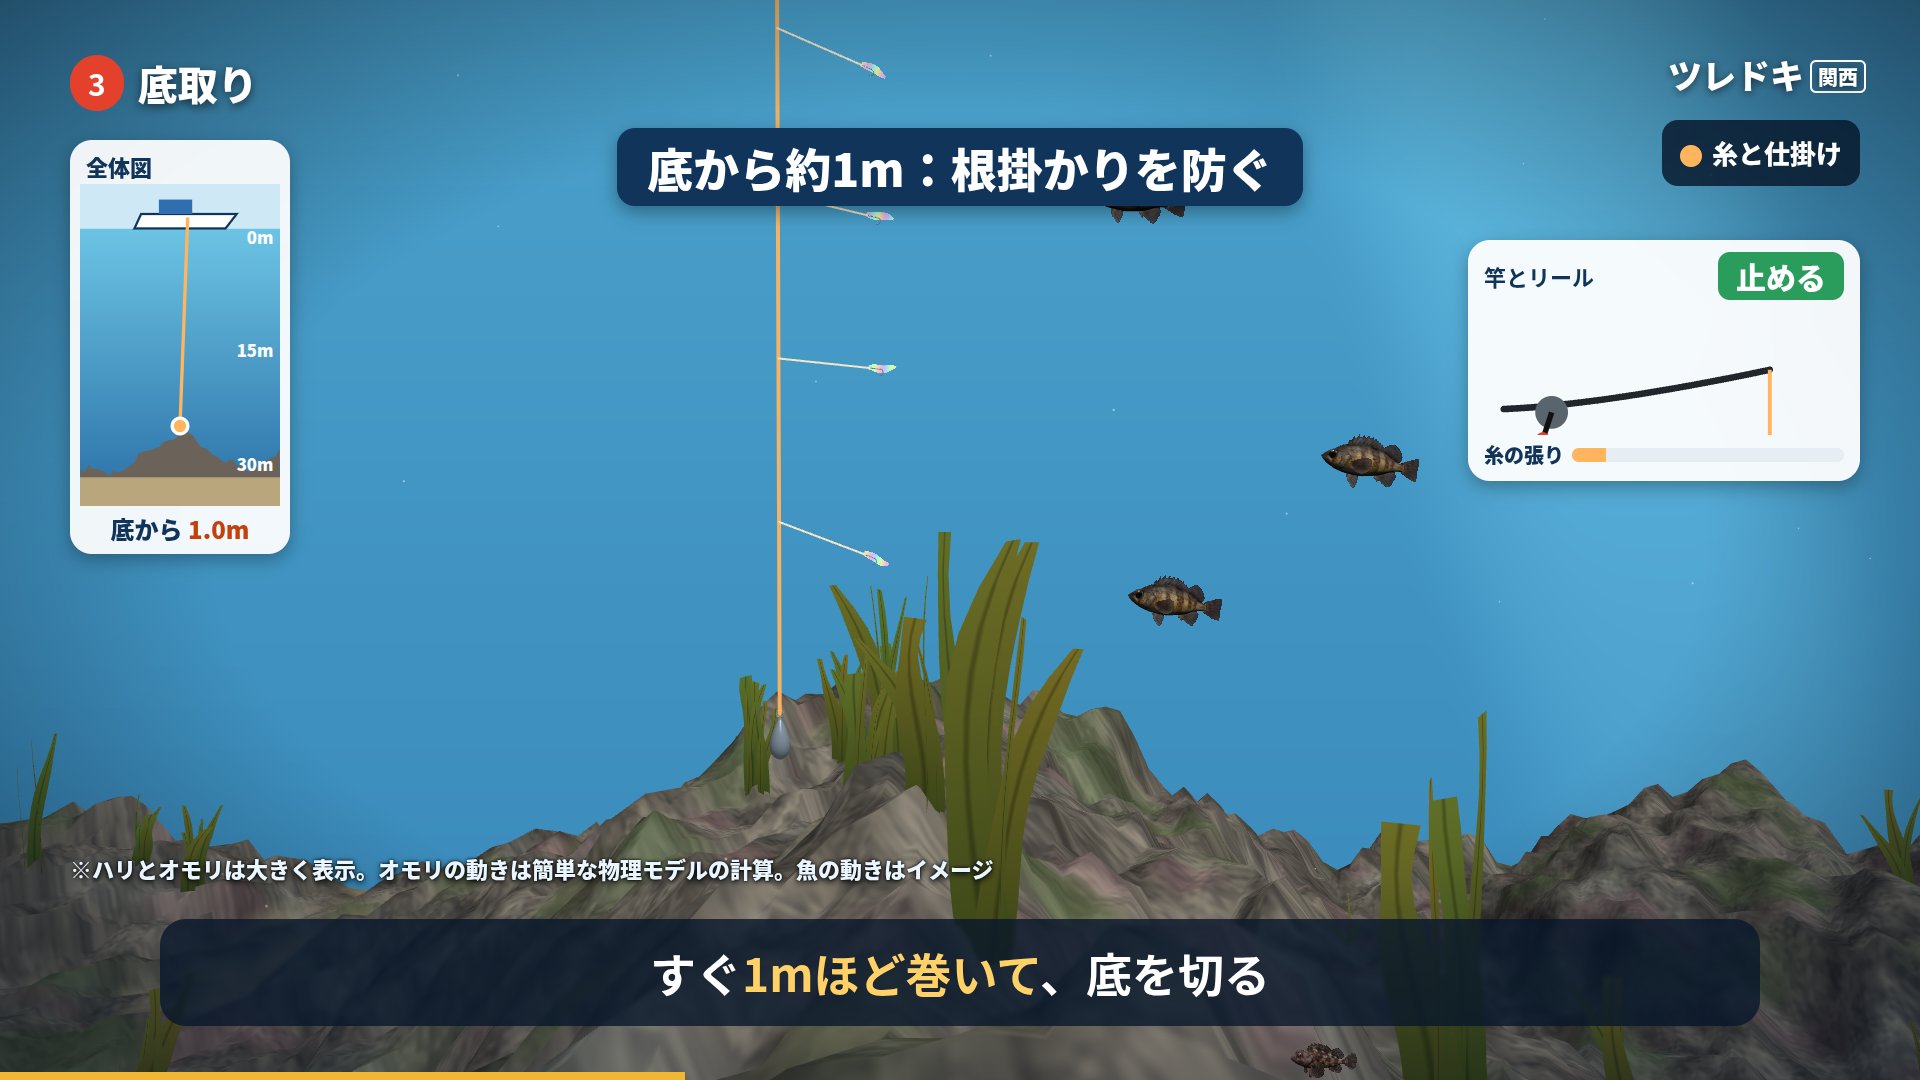 3 底取り
ツレドキ 関西
全体図
0m
15m
30m
底から 1.0m
底から約1m：根掛かりを防ぐ
糸と仕掛け
竿とリール
止める
糸の張り
※ハリとオモリは大きく表示。オモリの動きは簡単な物理モデルの計算。魚の動きはイメージ
すぐ1mほど巻いて、底を切る